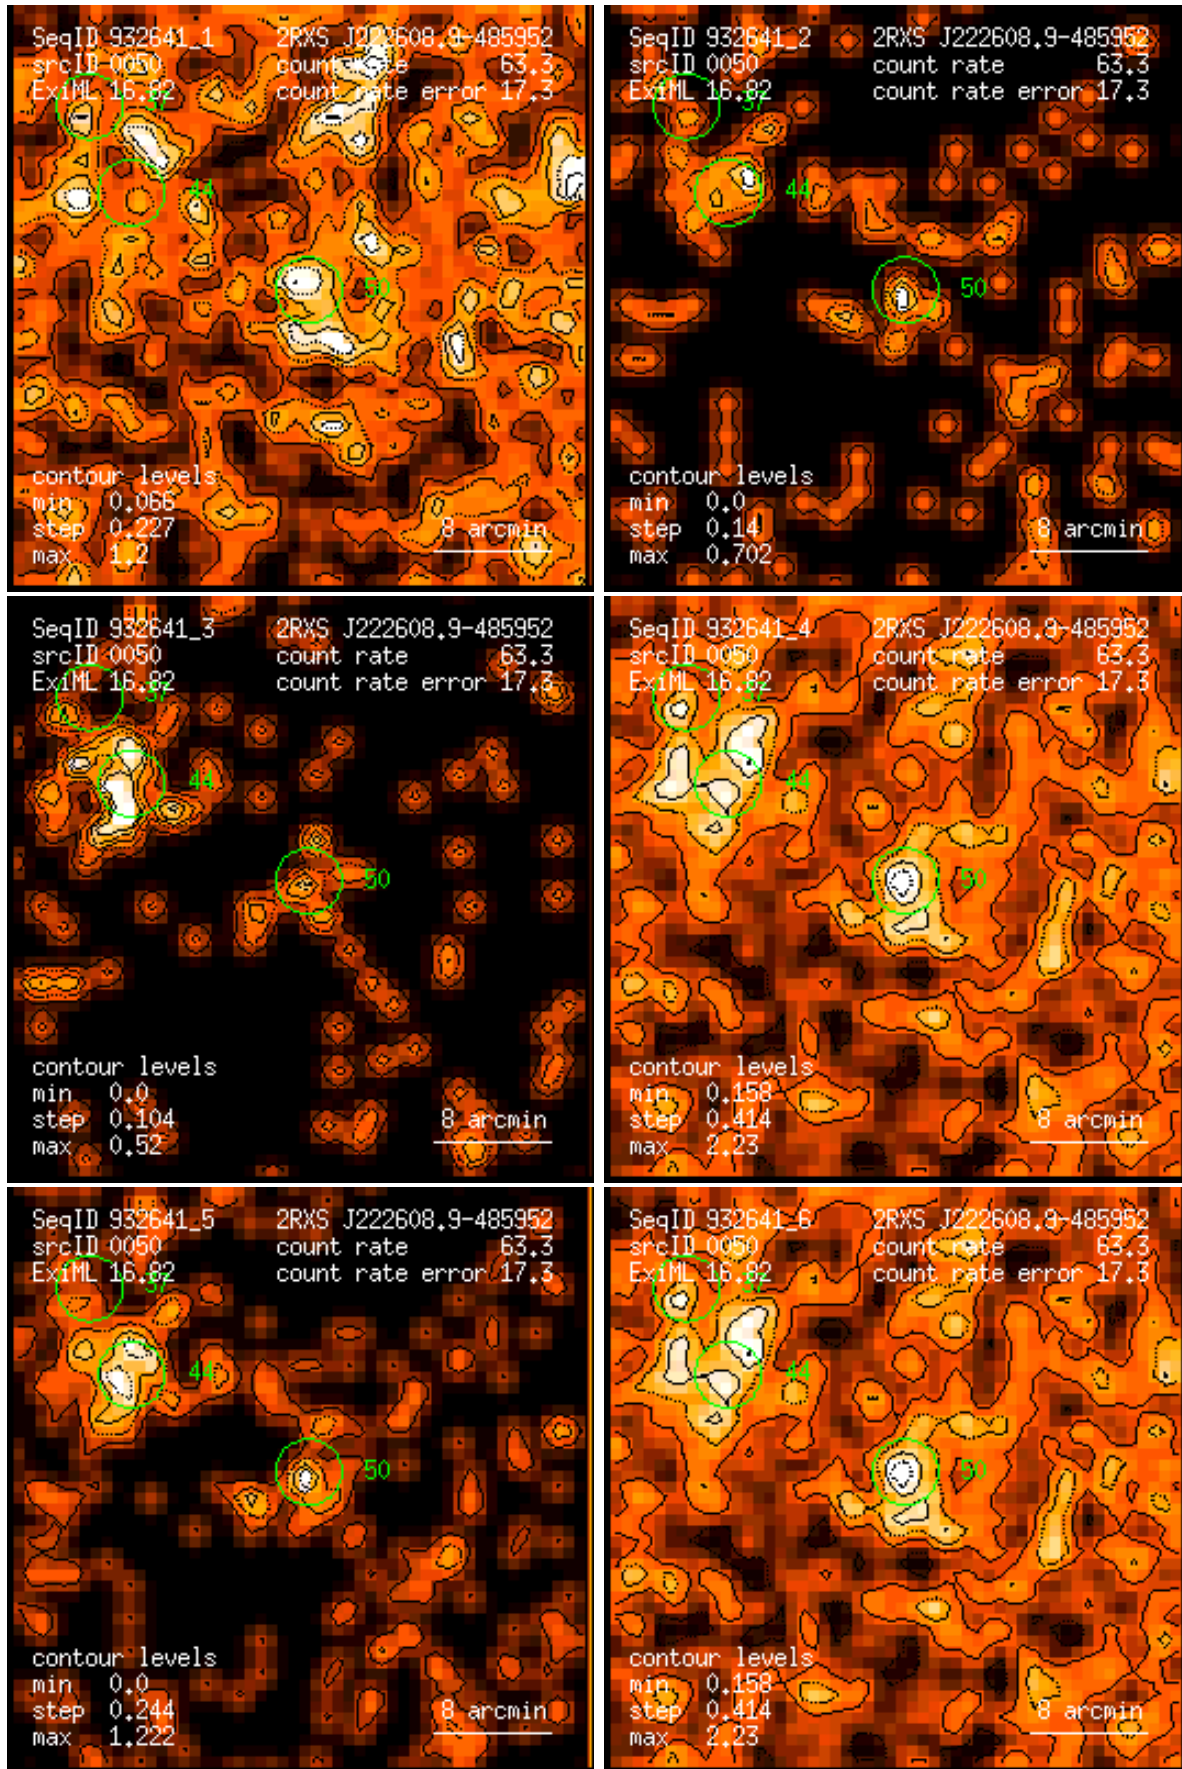 SeqID 932641_1 2RXS J222608.9-485952
srcID 0050 count rate 63.3
ExiML 16.82 count rate error 17.3
37
44
50
contour levels
min 0.066
step 0.227 8 arcmin
max 1.2
SeqID 932641_2 2RXS J222608.9-485952
srcID 0050 count rate 63.3
ExiML 16.82 count rate error 17.3
37
44
50
contour levels
min 0.0
step 0.14 8 arcmin
max 0.702
SeqID 932641_3 2RXS J222608.9-485952
srcID 0050 count rate 63.3
ExiML 16.82 count rate error 17.3
37
44
50
contour levels
min 0.0
step 0.104 8 arcmin
max 0.52
SeqID 932641_4 2RXS J222608.9-485952
srcID 0050 count rate 63.3
ExiML 16.82 count rate error 17.3
37
44
50
contour levels
min 0.158
step 0.414 8 arcmin
max 2.23
SeqID 932641_5 2RXS J222608.9-485952
srcID 0050 count rate 63.3
ExiML 16.82 count rate error 17.3
37
44
50
contour levels
min 0.0
step 0.244 8 arcmin
max 1.222
SeqID 932641_6 2RXS J222608.9-485952
srcID 0050 count rate 63.3
ExiML 16.82 count rate error 17.3
37
44
50
contour levels
min 0.158
step 0.414 8 arcmin
max 2.23